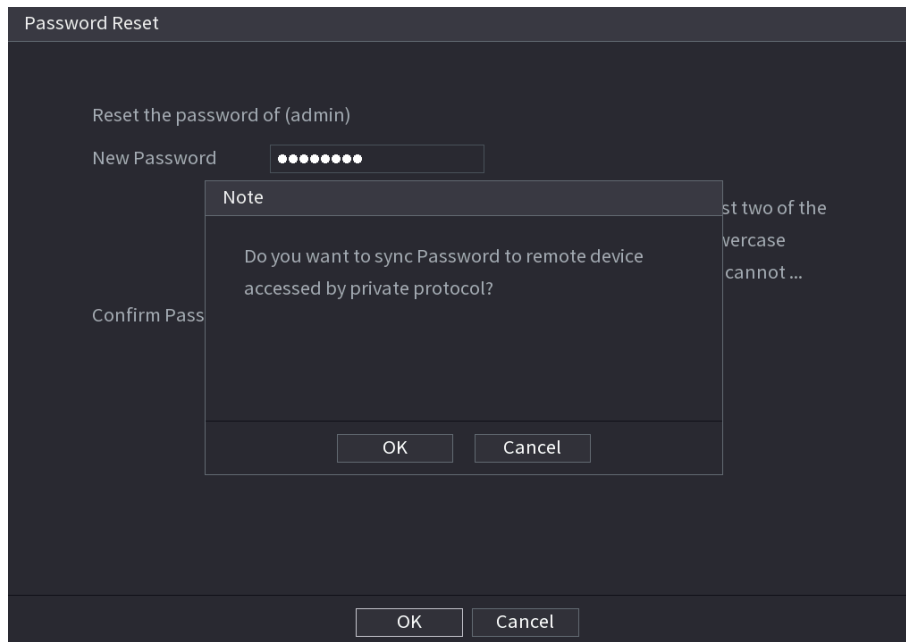 Password Reset
Reset the password of (admin)
New Password ●●●●●●●●
Note
st two of the
Do you want to sync Password to remote device
accessed by private protocol?
wercase
cannot ...
Confirm Pass
OK Cancel
OK Cancel